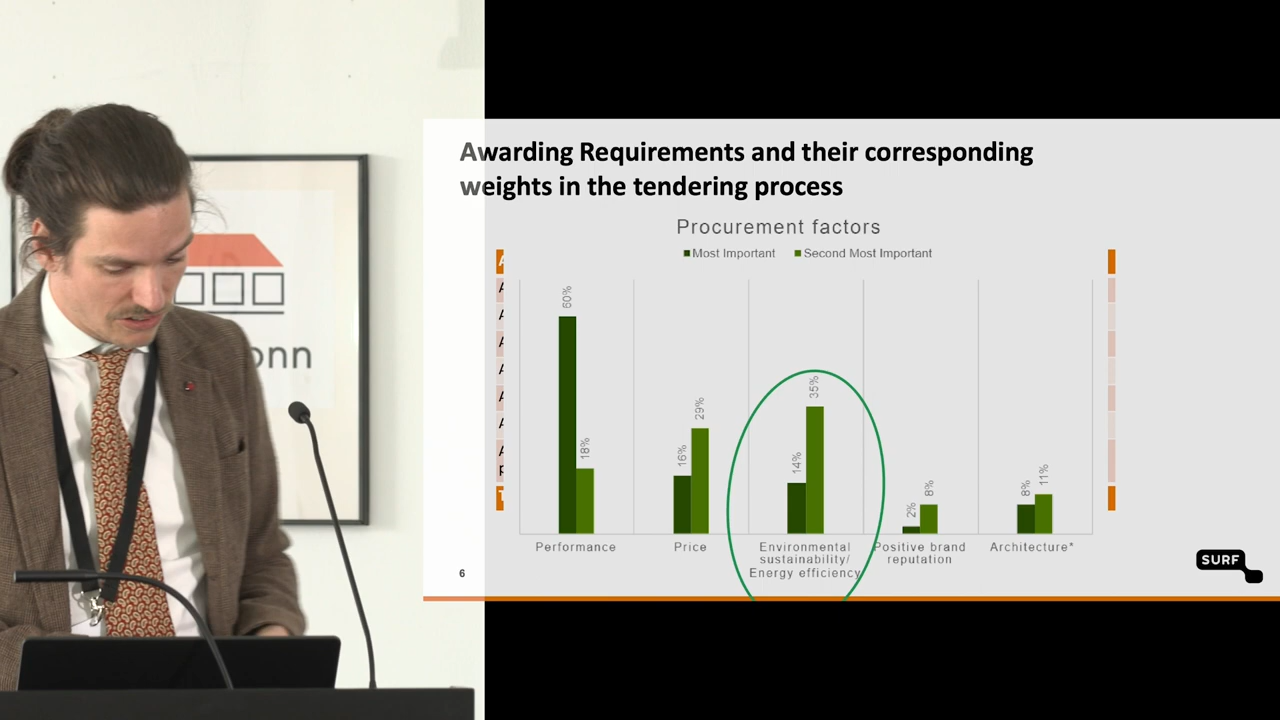 Awarding Requirements and their corresponding
weights in the tendering process
Procurement factors
Most Important Second Most Important
60%
18%
16%
29%
14%
35%
2%
8%
8%
11%
Performance
Price
Environmental
sustainability/
Energy efficiency
Positive brand
reputation
Architecture*
6
SURF
onn